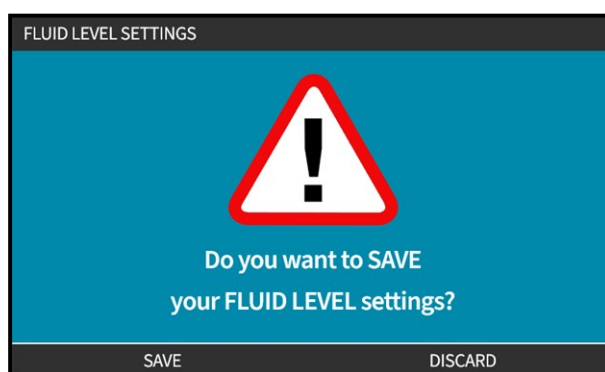 FLUID LEVEL SETTINGS
!
Do you want to SAVE
your FLUID LEVEL settings?
SAVE DISCARD